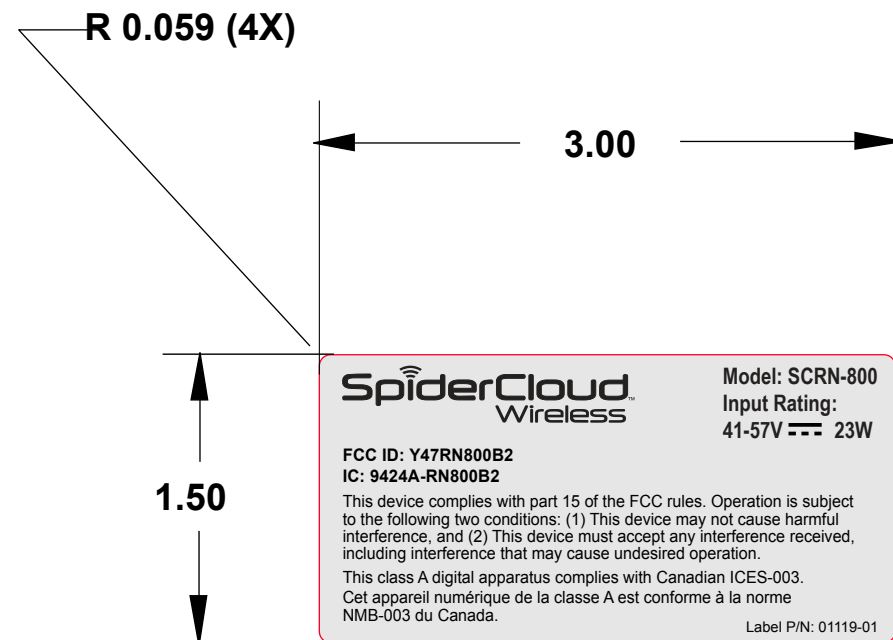 R 0.059 (4X)
3.00
1.50
SpiderCloud™
Wireless
Model: SCRN-800
Input Rating:
41-57V 23W
FCC ID: Y47RN800B2
IC: 9424A-RN800B2
This device complies with part 15 of the FCC rules. Operation is subject
to the following two conditions: (1) This device may not cause harmful
interference, and (2) This device must accept any interference received,
including interference that may cause undesired operation.
This class A digital apparatus complies with Canadian ICES-003.
Cet appareil numérique de la classe A est conforme à la norme
NMB-003 du Canada.
Label P/N: 01119-01